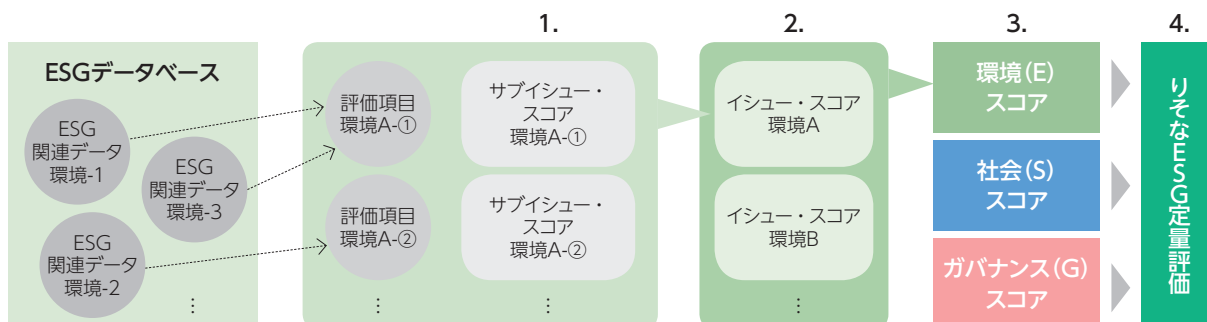 1.
2.
3.
4.
ESGデータベース
ESG
関連データ
環境-1
ESG
関連データ
環境-3
ESG
関連データ
環境-2
⋮
評価項目
環境A-①
評価項目
環境A-②
⋮
サブイシュー・
スコア
環境A-①
サブイシュー・
スコア
環境A-②
⋮
イシュー・スコア
環境A
イシュー・スコア
環境B
⋮
環境(E)
スコア
社会(S)
スコア
ガバナンス(G)
スコア
りそなESG定量評価